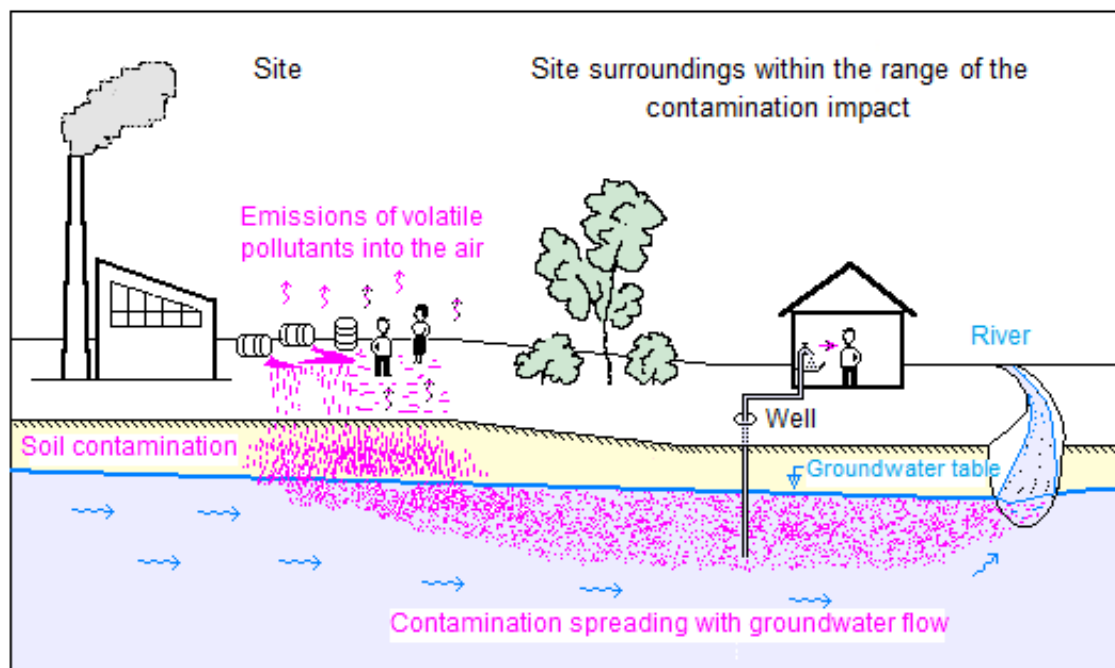 Site
Site surroundings within the range of the
contamination impact
Emissions of volatile
pollutants into the air
River
Well
Soil contamination
Groundwater table
Contamination spreading with groundwater flow